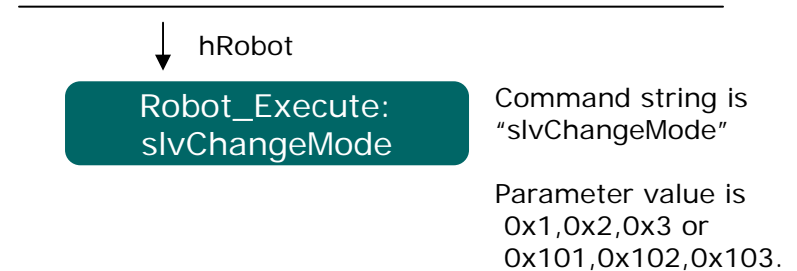 hRobot
Robot_Execute:
slvChangeMode
Command string is
“slvChangeMode”
Parameter value is
0x1,0x2,0x3 or
0x101,0x102,0x103.